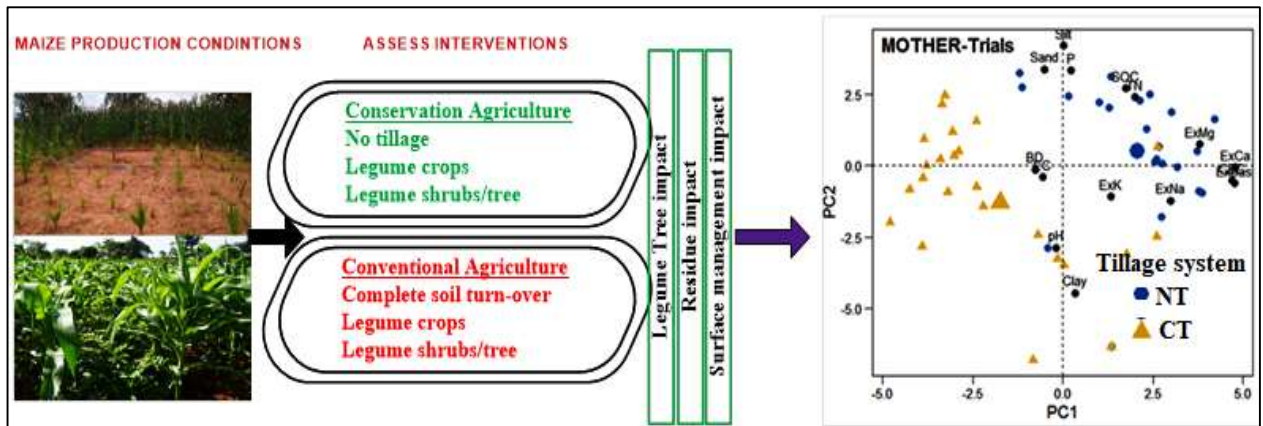 MAIZE PRODUCTION CONDINTIONS
ASSESS INTERVENTIONS
Conservation Agriculture
No tillage
Legume crops
Legume shrubs/tree
Conventional Agriculture
Complete soil turn-over
Legume crops
Legume shrubs/tree
Legume Tree impact
Residue impact
Surface management impact
MOTHER-Trials
Silt
Sand
P
SOC
TN
ExMg
ExCa
BD
ExK
ExNa
pH
Clay
Tillage system
NT
CT
2.5
0.0
-2.5
-5.0
PC2
-5.0
-2.5
0.0
2.5
5.0
PC1